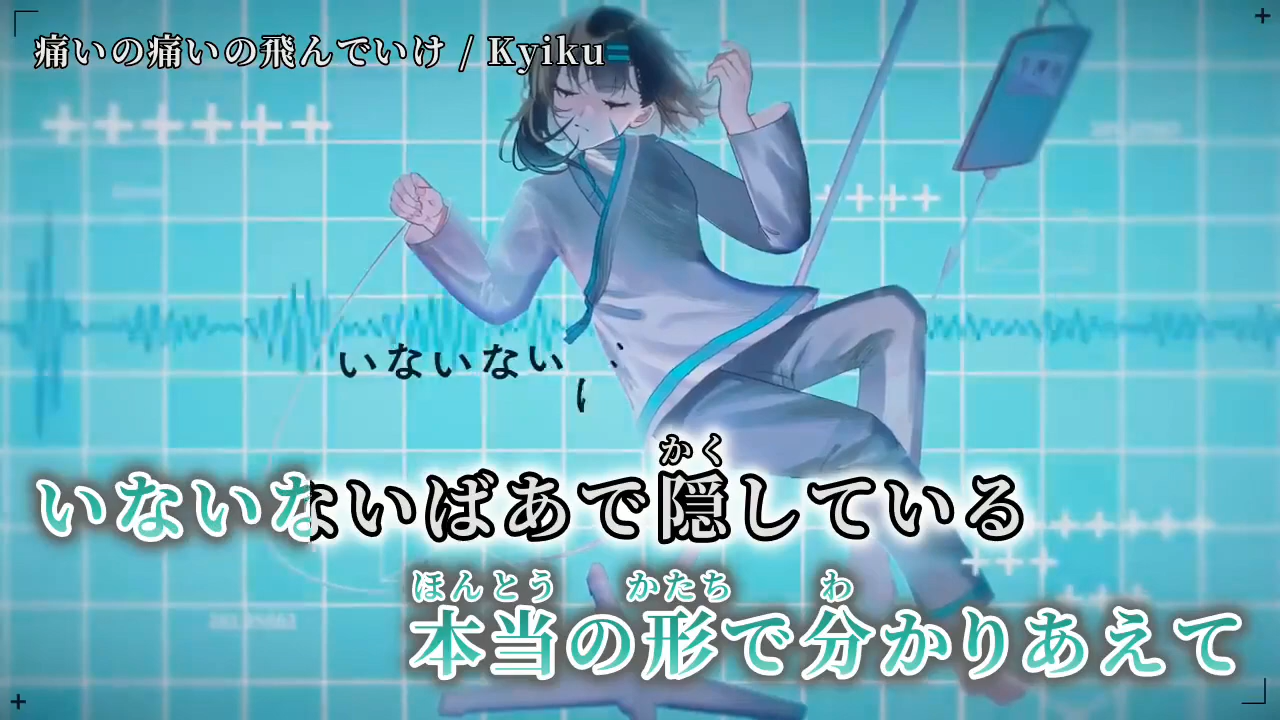 痛いの痛いの飛んでいけ / Kyiku
いないない
かく
いないないばあで隠している
ほんとう かたち わ
本当の形で分かりあえて